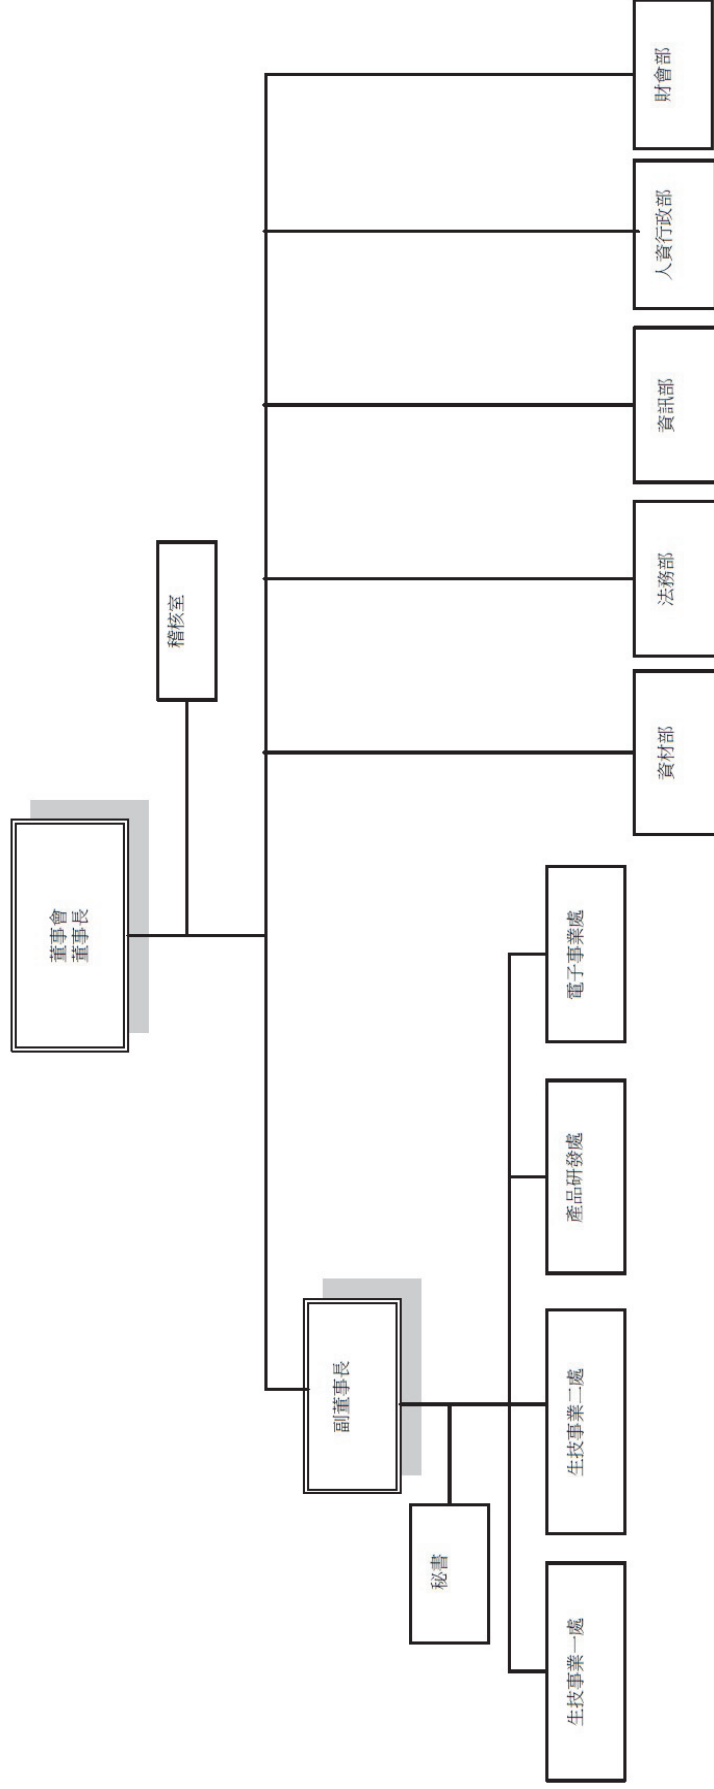 董事會
董事長
稽核室
副董事長
秘書
生技事業一處
生技事業二處
產品研發處
電子事業處
資材部
法務部
資訊部
人資行政部
財會部